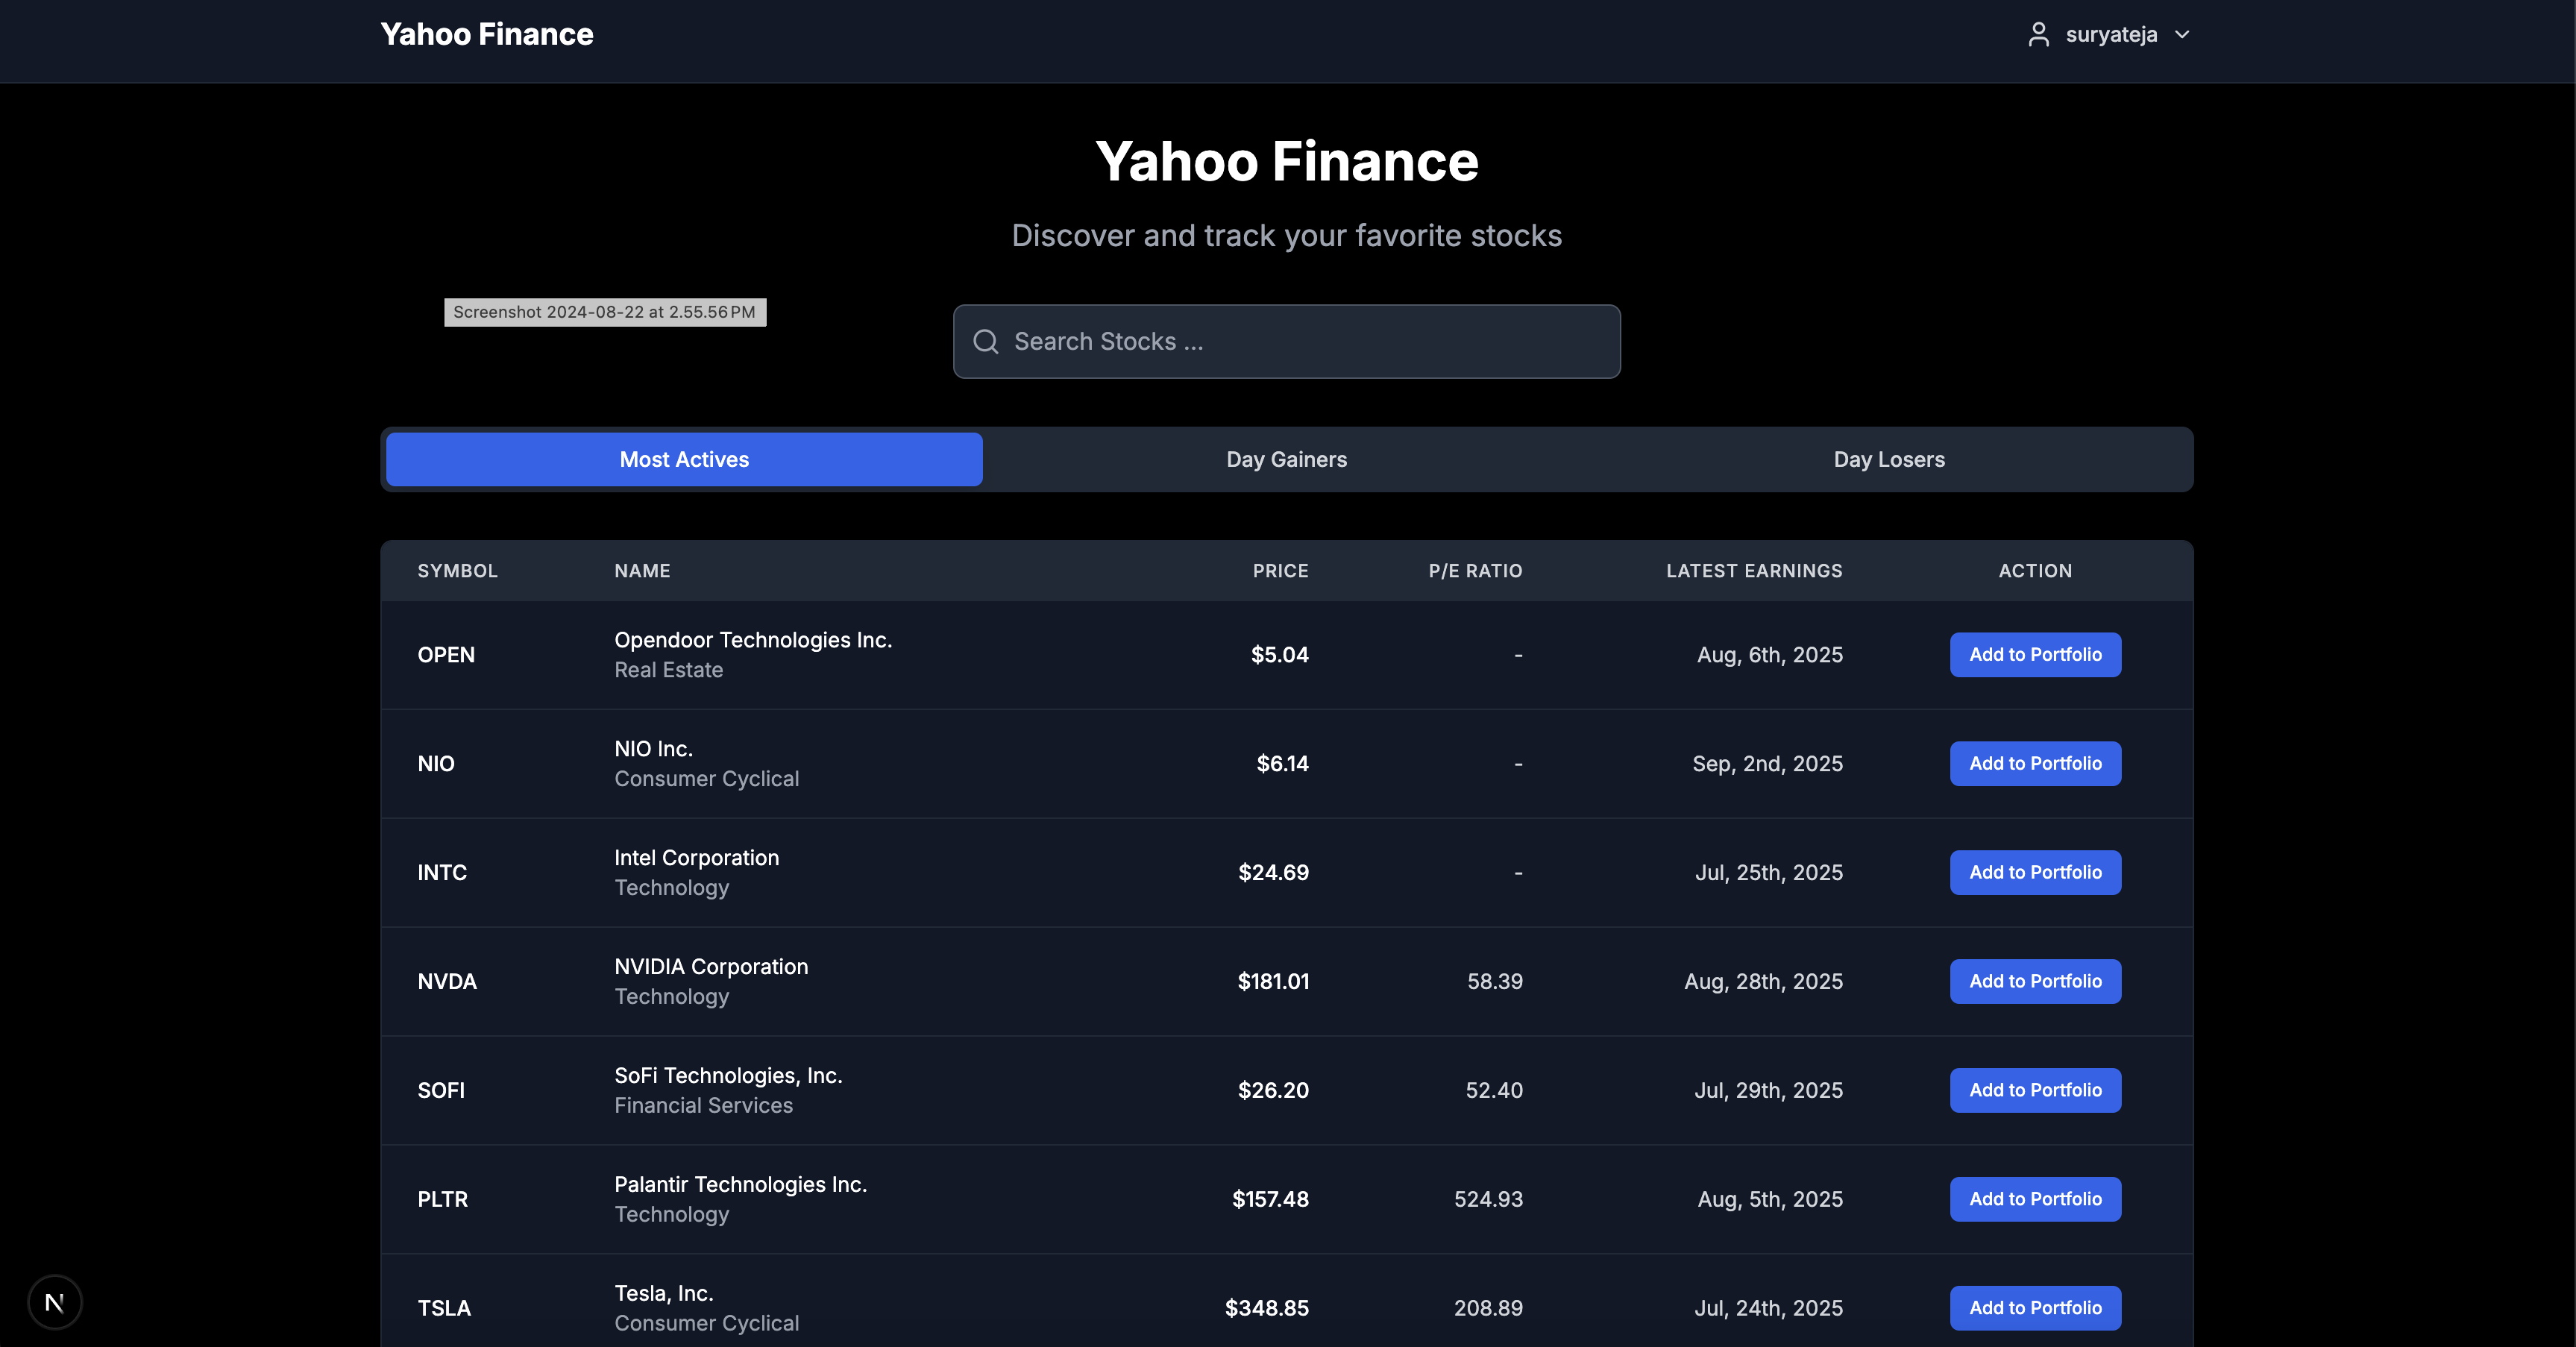 Yahoo Finance
suryateja
Yahoo Finance
Discover and track your favorite stocks
Screenshot 2024-08-22 at 2.55.56 PM
Search Stocks ...
Most Actives Day Gainers Day Losers
SYMBOL NAME PRICE P/E RATIO LATEST EARNINGS ACTION
OPEN Opendoor Technologies Inc. $5.04 - Aug, 6th, 2025 Add to Portfolio
Real Estate
NIO NIO Inc. $6.14 - Sep, 2nd, 2025 Add to Portfolio
Consumer Cyclical
INTC Intel Corporation $24.69 - Jul, 25th, 2025 Add to Portfolio
Technology
NVDA NVIDIA Corporation $181.01 58.39 Aug, 28th, 2025 Add to Portfolio
Technology
SOFI SoFi Technologies, Inc. $26.20 52.40 Jul, 29th, 2025 Add to Portfolio
Financial Services
PLTR Palantir Technologies Inc. $157.48 524.93 Aug, 5th, 2025 Add to Portfolio
Technology
TSLA Tesla, Inc. $348.85 208.89 Jul, 24th, 2025 Add to Portfolio
Consumer Cyclical
N